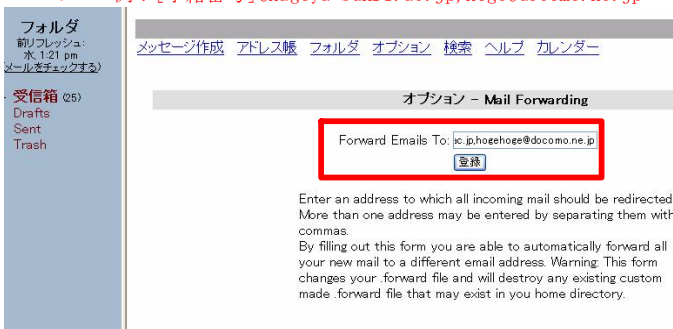 フォルダ
前リフレッシュ:
水, 1:21 pm
メールをチェックする)
受信箱 (25)
Drafts
Sent
Trash
メッセージ作成 アドレス帳 フォルダ オプション 検索 ヘルプ カレンダー
オプション - Mail Forwarding
Forward Emails To: c.jp,hogehoge@docomo.ne.jp
登録
Enter an address to which all incoming mail should be redirected
More than one address may be entered by separating them with
commas.
By filling out this form you are able to automatically forward all
your new mail to a different email address. Warning: This form
changes your .forward file and will destroy any existing custom
made .forward file that may exist in you home directory.